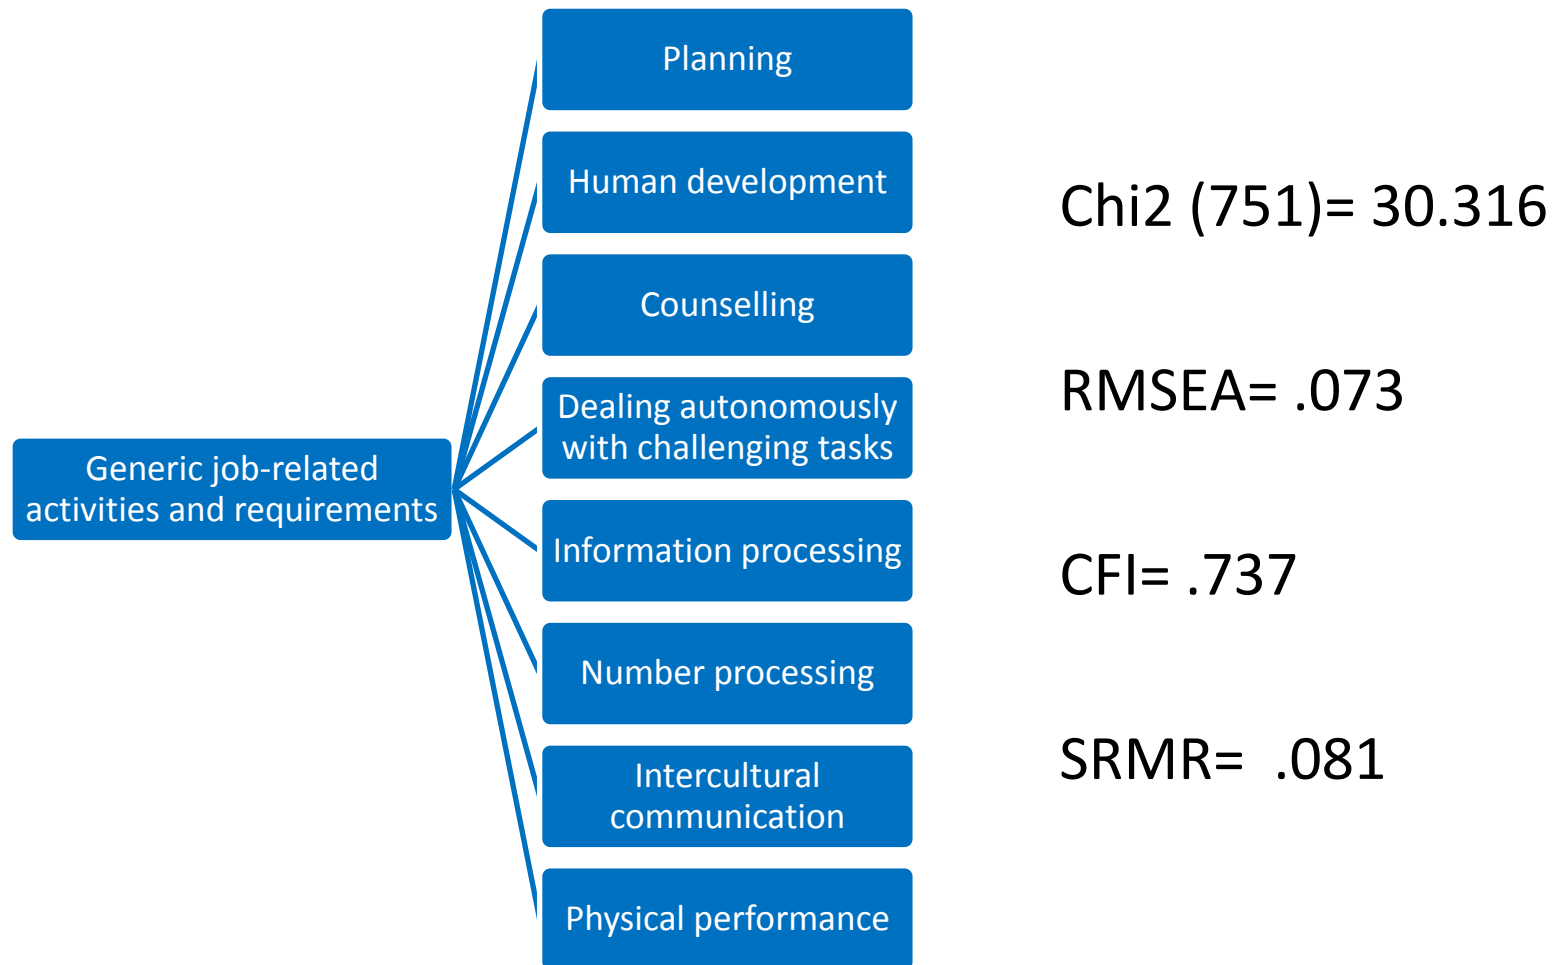 Planning
Human development
Counselling
Dealing autonomously
with challenging tasks
Generic job-related
activities and requirements
Information processing
Number processing
Intercultural
communication
Physical performance
Chi2 (751)= 30.316
RMSEA= .073
CFI= .737
SRMR=  .081